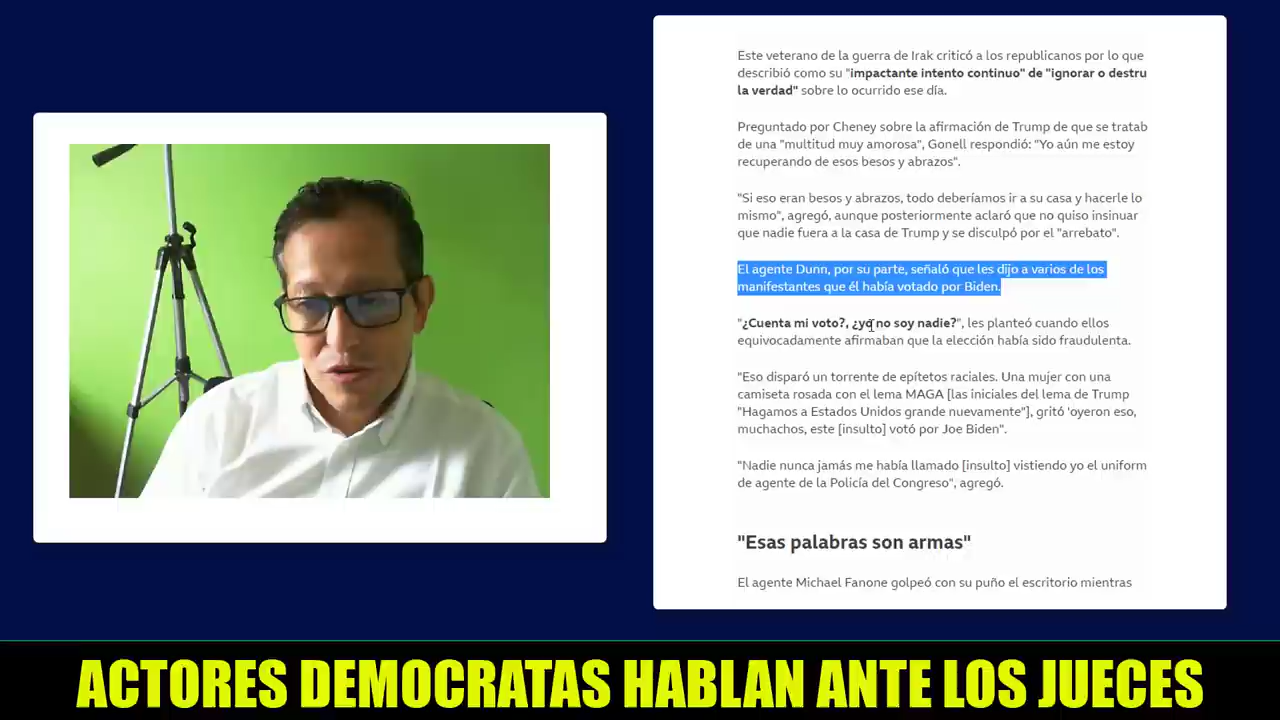 Este veterano de la guerra de Irak criticó a los republicanos por lo que
describió como su "impactante intento continuo" de "ignorar o destru
la verdad" sobre lo ocurrido ese día.
Preguntado por Cheney sobre la afirmación de Trump de que se tratab
de una "multitud muy amorosa", Gonell respondió: "Yo aún me estoy
recuperando de esos besos y abrazos".
"Si eso eran besos y abrazos, todo deberíamos ir a su casa y hacerle lo
mismo", agregó, aunque posteriormente aclaró que no quiso insinuar
que nadie fuera a la casa de Trump y se disculpó por el "arrebato".
El agente Dunn, por su parte, señaló que les dijo a varios de los
manifestantes que él había votado por Biden.
"¿Cuenta mi voto?, ¿yo no soy nadie?", les planteó cuando ellos
equivocadamente afirmaban que la elección había sido fraudulenta.
"Eso disparó un torrente de epítetos raciales. Una mujer con una
camiseta rosada con el lema MAGA [las iniciales del lema de Trump
"Hagamos a Estados Unidos grande nuevamente"], gritó 'oyeron eso,
muchachos, este [insulto] votó por Joe Biden".
"Nadie nunca jamás me había llamado [insulto] vistiendo yo el uniform
de agente de la Policía del Congreso", agregó.
"Esas palabras son armas"
El agente Michael Fanone golpeó con su puño el escritorio mientras
ACTORES DEMOCRATAS HABLAN ANTE LOS JUECES